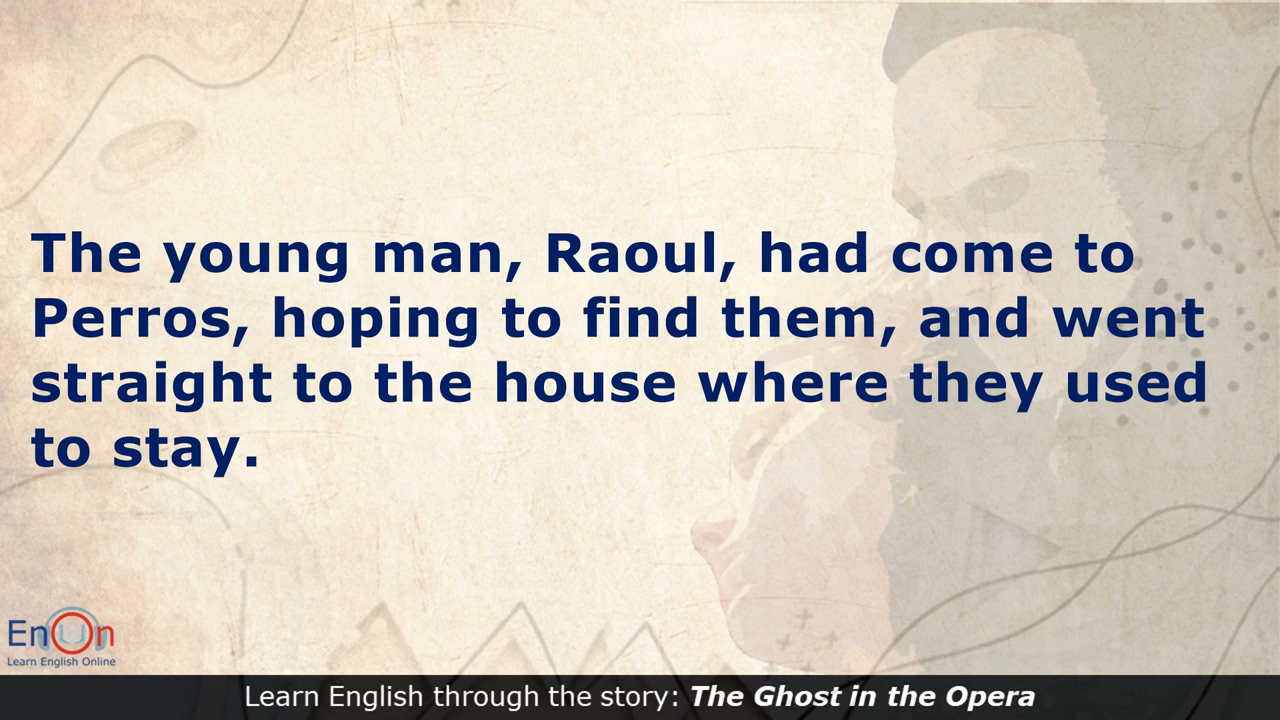 The young man, Raoul, had come to
Perros, hoping to find them, and went
straight to the house where they used
to stay.
EnOn
Learn English Online
Learn English through the story: The Ghost in the Opera